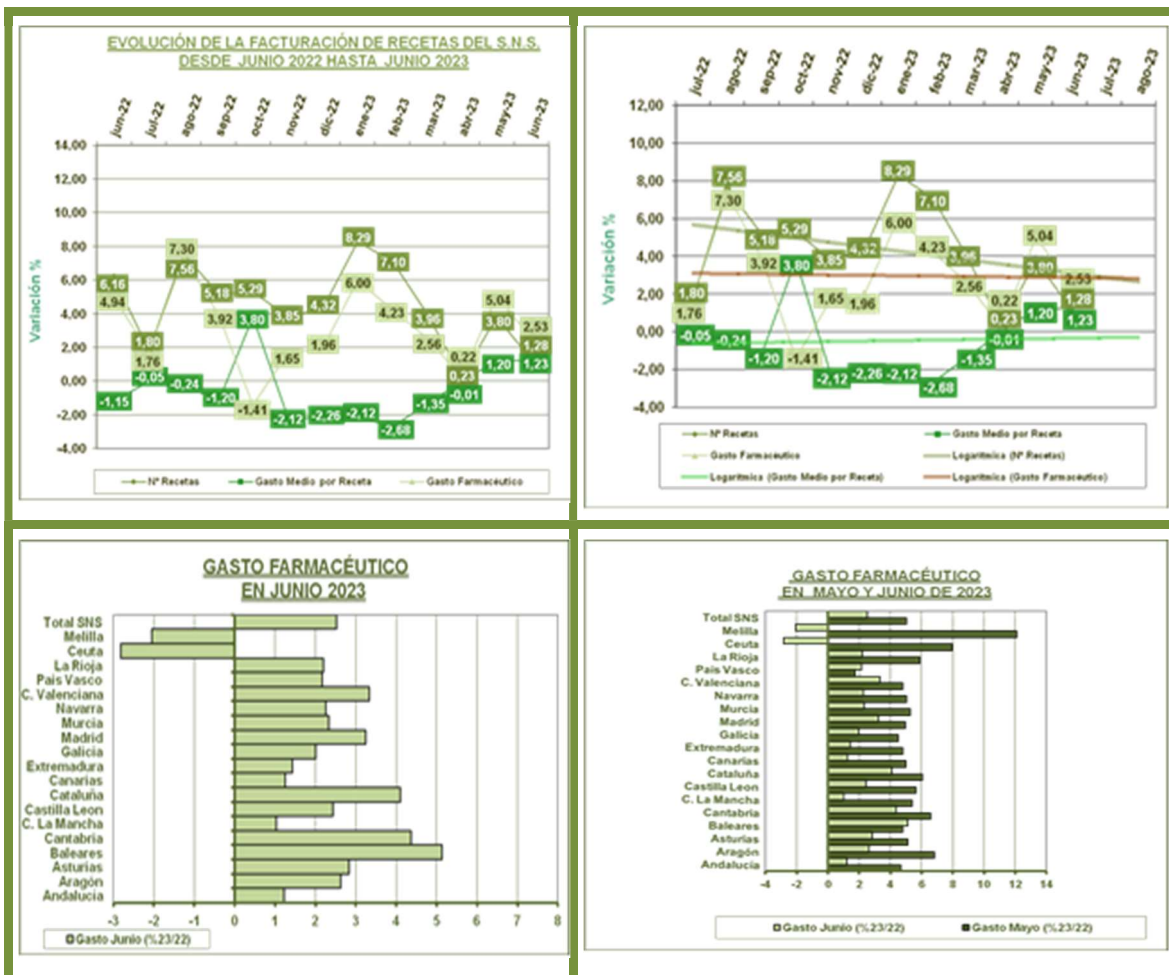 EVOLUCIÓN DE LA FACTURACIÓN DE RECETAS DEL S.N.S.
DESDE JUNIO 2022 HASTA JUNIO 2023
jun-22 jul-22 ago-22 sep-22 oct-22 nov-22 dic-22 ene-23 feb-23 mar-23 abr-23 may-23 jun-23
Variación %
14,00
12,00
10,00
8,00
6,00
4,00
2,00
0,00
-2,00
-4,00
6,16 1,80 7,56 5,18 5,29 3,85 4,32 8,29 7,10 3,96 0,23 3,80 1,28
4,94 1,76 7,30 3,92 -1,41 1,65 1,96 6,00 4,23 2,56 0,22 5,04 2,53
-1,15 -0,05 -0,24 -1,20 3,80 -2,12 -2,26 -2,12 -2,68 -1,35 -0,01 1,20 1,23
Nº Recetas Gasto Medio por Receta Gasto Farmacéutico
jul-22 ago-22 sep-22 oct-22 nov-22 dic-22 ene-23 feb-23 mar-23 abr-23 may-23 jun-23 jul-23 ago-23
Variación %
12,00
10,00
8,00
6,00
4,00
2,00
0,00
-2,00
-4,00
1,80 7,56 5,18 5,29 3,85 4,32 8,29 7,10 3,96 0,23 3,80 1,28
1,76 7,30 3,92 -1,41 1,65 1,96 6,00 4,23 2,56 0,22 5,04 2,53
-0,05 -0,24 -1,20 3,80 -2,12 -2,26 -2,12 -2,68 -1,35 -0,01 1,20 1,23
Nº Recetas Gasto Medio por Receta
Gasto Farmacéutico Logarítmica (Nº Recetas)
Logarítmica (Gasto Medio por Receta) Logarítmica (Gasto Farmacéutico)
GASTO FARMACÉUTICO
EN JUNIO 2023
Total SNS
Melilla
Ceuta
La Rioja
País Vasco
C. Valenciana
Navarra
Murcia
Madrid
Galicia
Extremadura
Canarias
Cataluña
Castilla Leon
C. La Mancha
Cantabria
Baleares
Asturias
Aragón
Andalucía
-3 -2 -1 0 1 2 3 4 5 6 7 8
Gasto Junio (%23/22)
GASTO FARMACÉUTICO
EN MAYO Y JUNIO DE 2023
Total SNS
Melilla
Ceuta
La Rioja
País Vasco
C. Valenciana
Navarra
Murcia
Madrid
Galicia
Extremadura
Canarias
Cataluña
Castilla Leon
C. La Mancha
Cantabria
Baleares
Asturias
Aragón
Andalucía
-4 -2 0 2 4 6 8 10 12 14
Gasto Junio (%23/22) Gasto Mayo (%23/22)